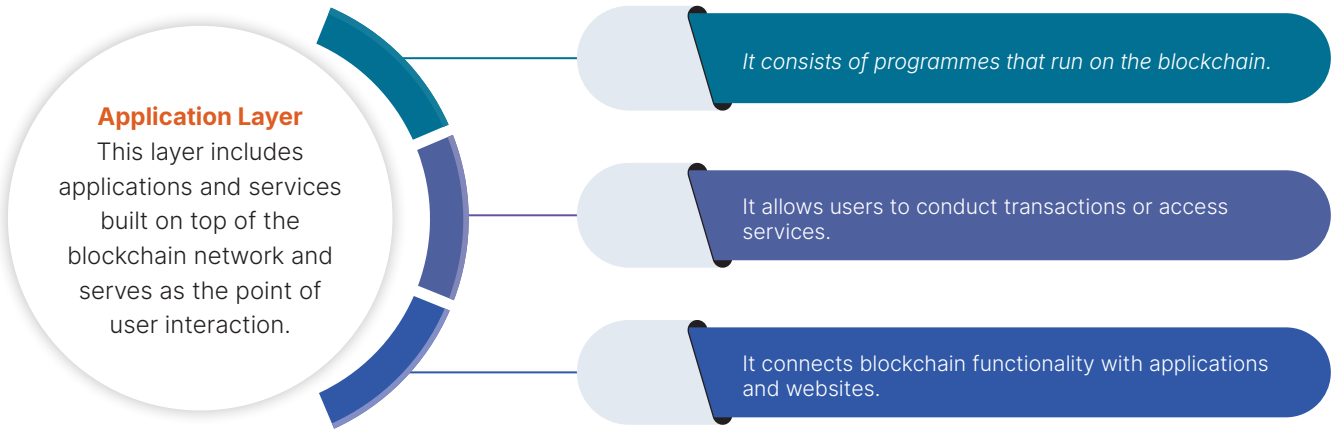 Application Layer
This layer includes
applications and services
built on top of the
blockchain network and
serves as the point of
user interaction.
It consists of programmes that run on the blockchain.
It allows users to conduct transactions or access
services.
It connects blockchain functionality with applications
and websites.